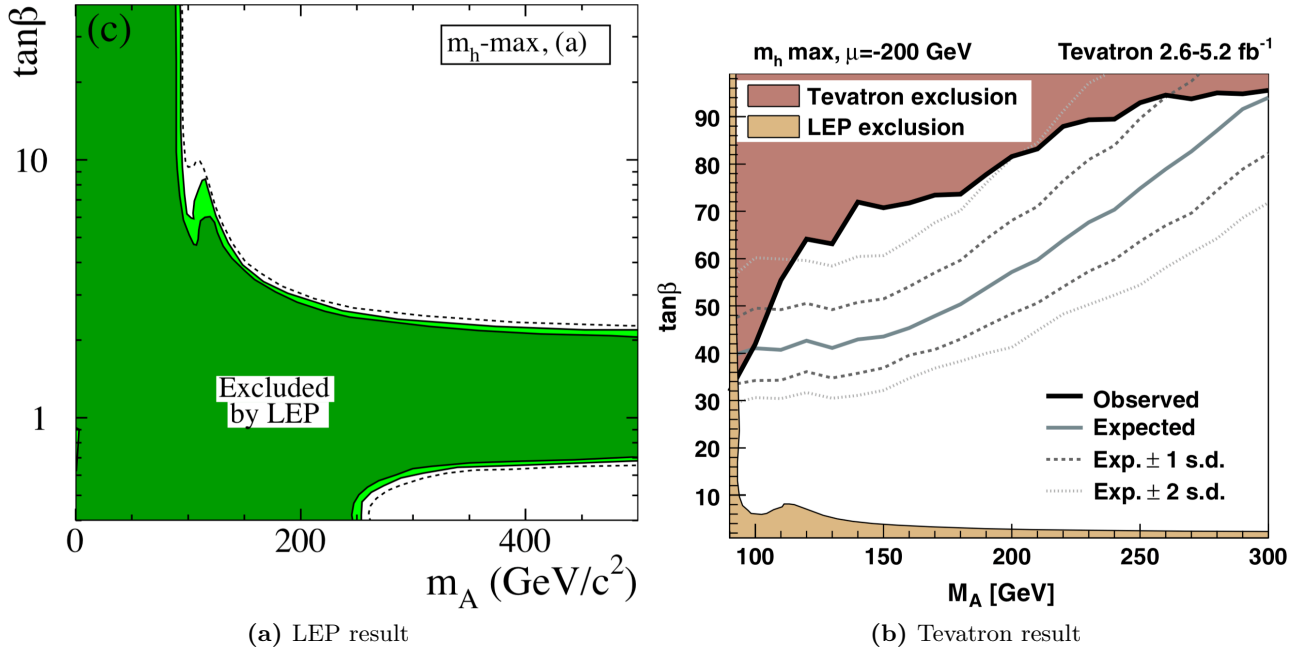 (c)
m_h-max, (a)
tanβ
10
1
Excluded
by LEP
0
200
400
m_A (GeV/c²)
(a) LEP result
m_h max, μ=-200 GeV
Tevatron 2.6-5.2 fb⁻¹
Tevatron exclusion
LEP exclusion
tanβ
90
80
70
60
50
40
30
20
10
Observed
Expected
Exp. ± 1 s.d.
Exp. ± 2 s.d.
100
150
200
250
300
M_A [GeV]
(b) Tevatron result